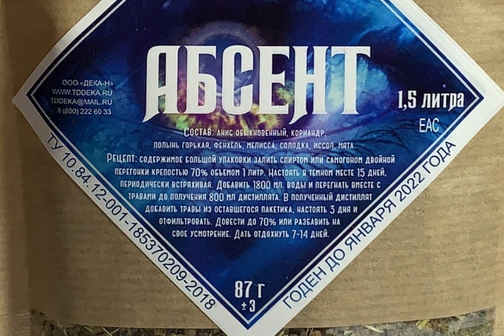 АБСЕНТ
ООО «ДЕКА-Н»
WWW.TDDEKA.RU
TDDEKA@MAIL.RU
8 (800) 222 60 33
1,5 литра
EAC
Состав: анис обыкновенный, кориандр,
полынь горькая, фенхель, мелисса, солодка, иссоп, мята.
Рецепт: содержимое большой упаковки залить спиртом или самогоном двойной
перегонки крепостью 70% объемом 1 литр. Настоять в темном месте 15 дней,
периодически встряхивая. Добавить 1800 мл. воды и перегнать вместе с
травами до получения 800 мл дистиллята. В полученный дистиллят
добавить травы из оставшегося пакетика, настоять 3 дня и
отфильтровать. Довести до 70% или разбавить на
свое усмотрение. Дать отдохнуть 7-14 дней.
87 г
±3
ТУ 10.84.12-001-185370209-2018
ГОДЕН ДО ЯНВАРЯ 2022 ГОДА